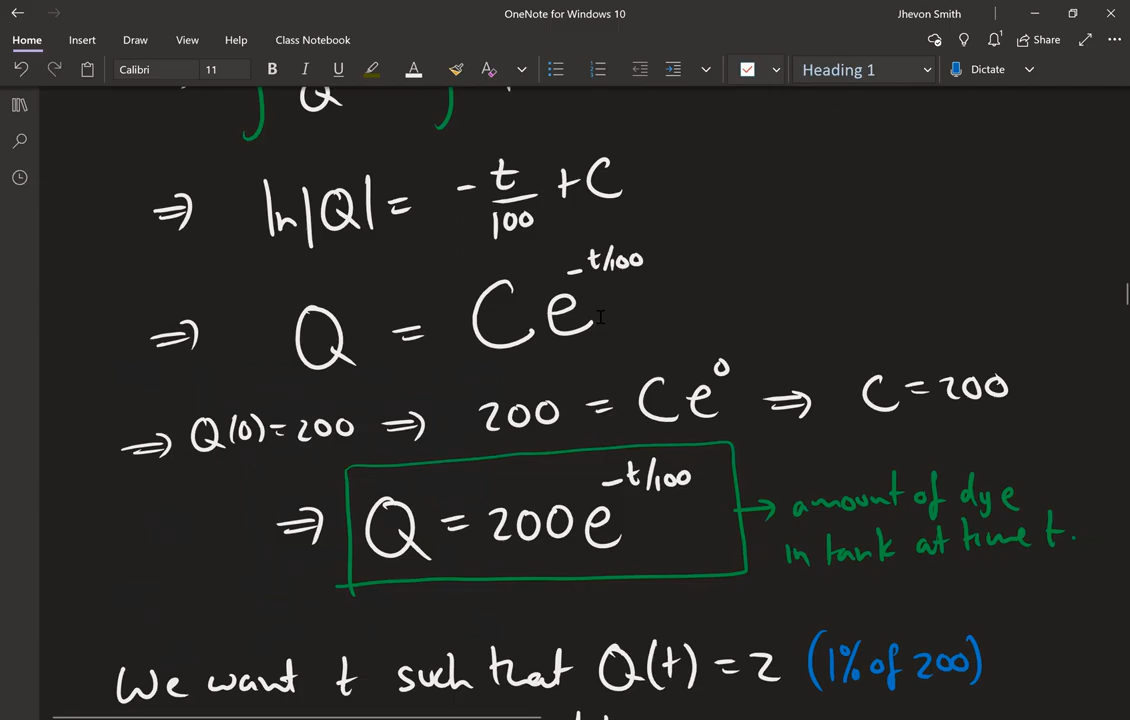 OneNote for Windows 10
Jhevon Smith
Home Insert Draw View Help Class Notebook
Share
Calibri 11 B I U A A Heading 1 Dictate
Q
⇒ ln|Q| = -t/100 + C
⇒ Q = Ce^(-t/100)
⇒ Q(0) = 200 ⇒ 200 = Ce^0 ⇒ C = 200
⇒ Q = 200e^(-t/100) → amount of dye
in tank at time t.
We want t such that Q(t) = 2 (1% of 200)